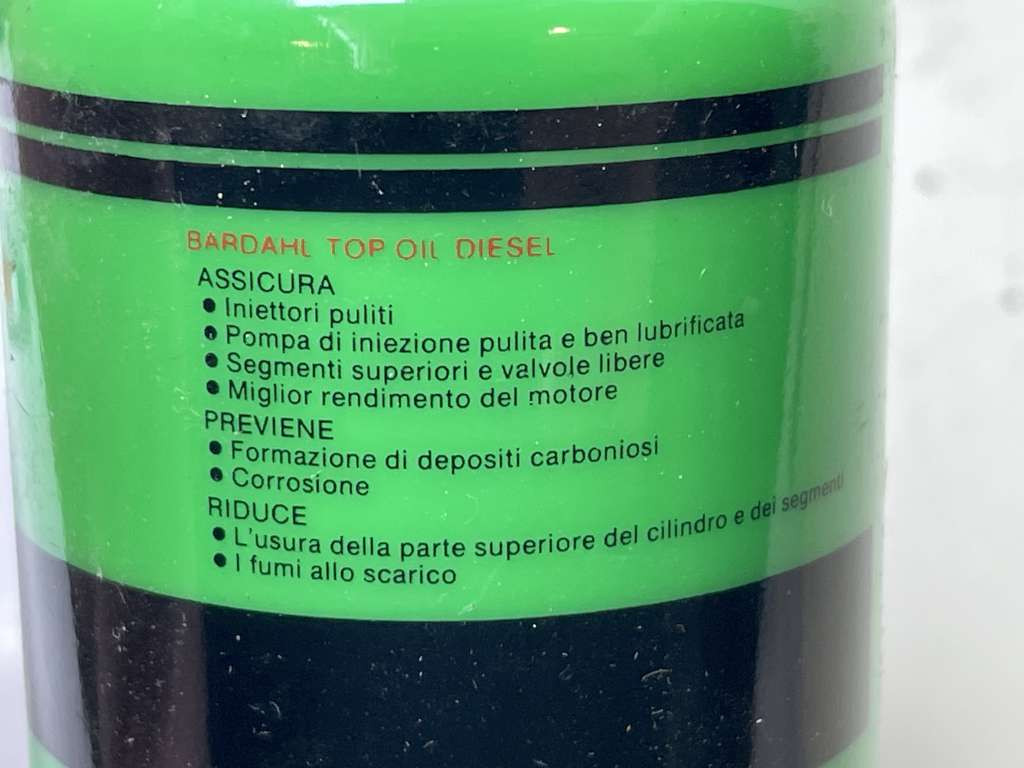 BARDAHL TOP OIL DIESEL
ASSICURA
• Iniettori puliti
• Pompa di iniezione pulita e ben lubrificata
• Segmenti superiori e valvole libere
• Miglior rendimento del motore
PREVIENE
• Formazione di depositi carboniosi
• Corrosione
RIDUCE
• L'usura della parte superiore del cilindro e dei segmenti
• I fumi allo scarico